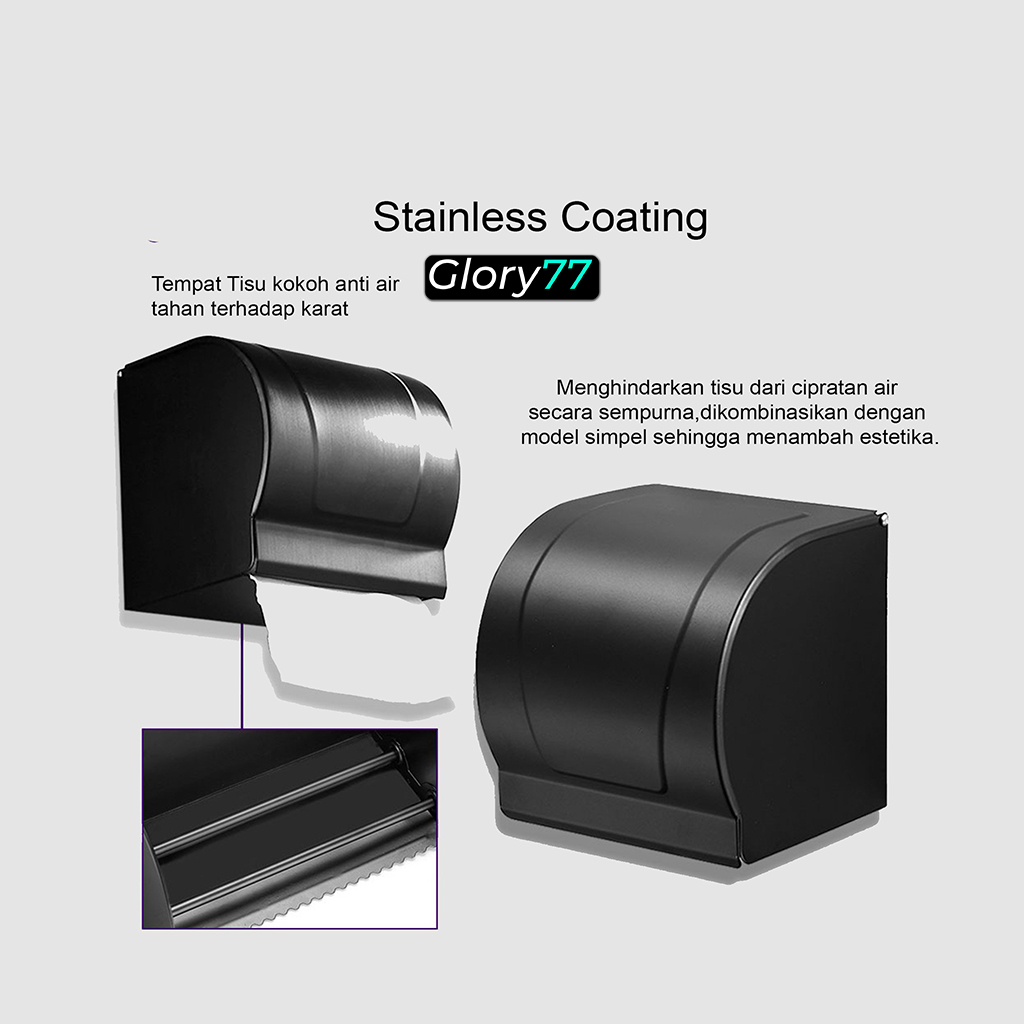 Stainless Coating
Glory77
Tempat Tisu kokoh anti air
tahan terhadap karat
Menghindarkan tisu dari cipratan air
secara sempurna,dikombinasikan dengan
model simpel sehingga menambah estetika.